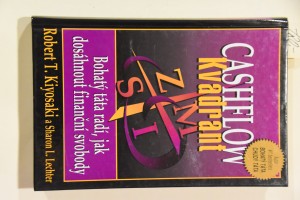 CASHFLOW
Kvadrant
Z M
S I
Bohatý táta radí, jak
dosáhnout finanční svobody
Robert T. Kiyosaki a Sharon L. Lechter